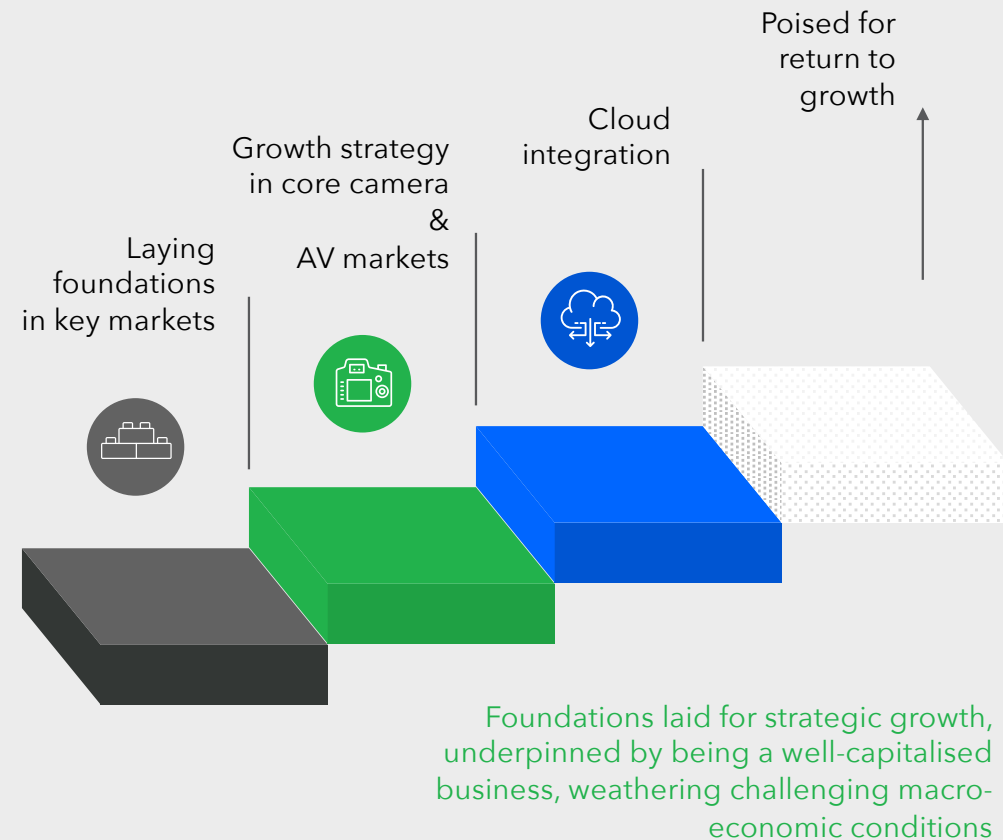 Laying
foundations
in key markets
Growth strategy
in core camera
&
AV markets
Cloud
integration
Poised for
return to
growth
Foundations laid for strategic growth,
underpinned by being a well-capitalised
business, weathering challenging macro-
economic conditions